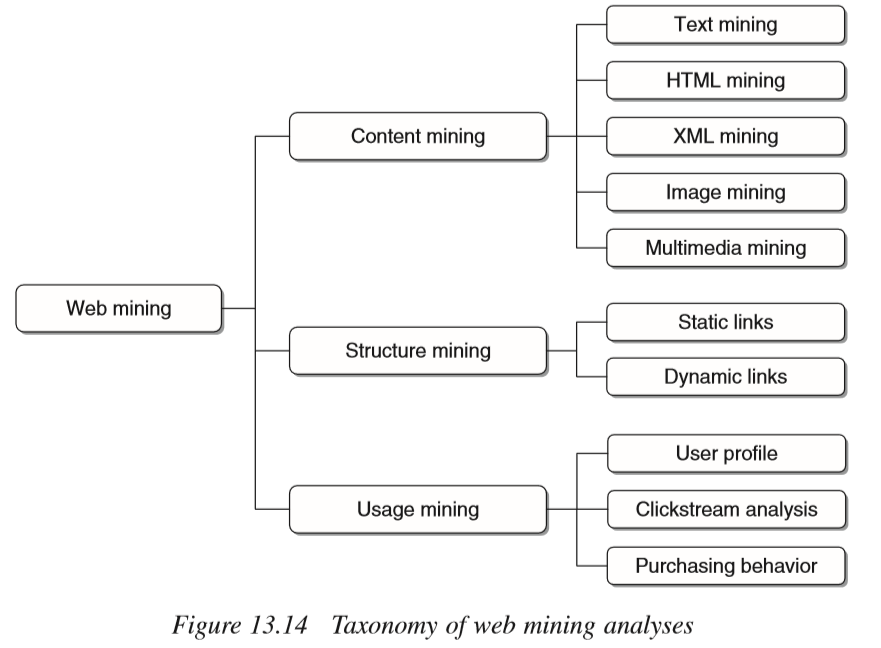 Text mining
HTML mining
Content mining
XML mining
Image mining
Multimedia mining
Web mining
Static links
Structure mining
Dynamic links
User profile
Usage mining
Clickstream analysis
Purchasing behavior
Figure 13.14 Taxonomy of web mining analyses